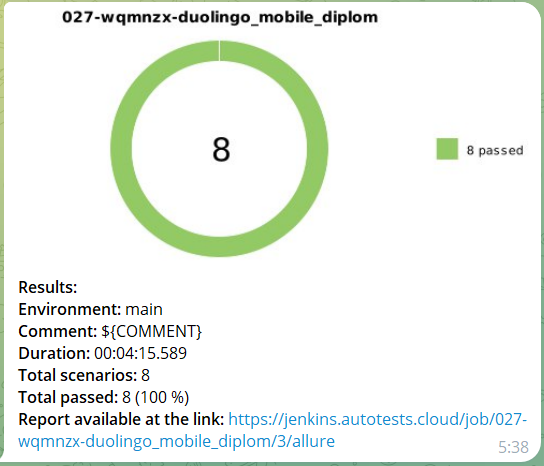 027-wqmnzx-duolingo_mobile_diplom
8
8 passed
Results:
Environment: main
Comment: ${COMMENT}
Duration: 00:04:15.589
Total scenarios: 8
Total passed: 8 (100 %)
Report available at the link: https://jenkins.autotests.cloud/job/027-
wqmnzx-duolingo_mobile_diplom/3/allure
5:38